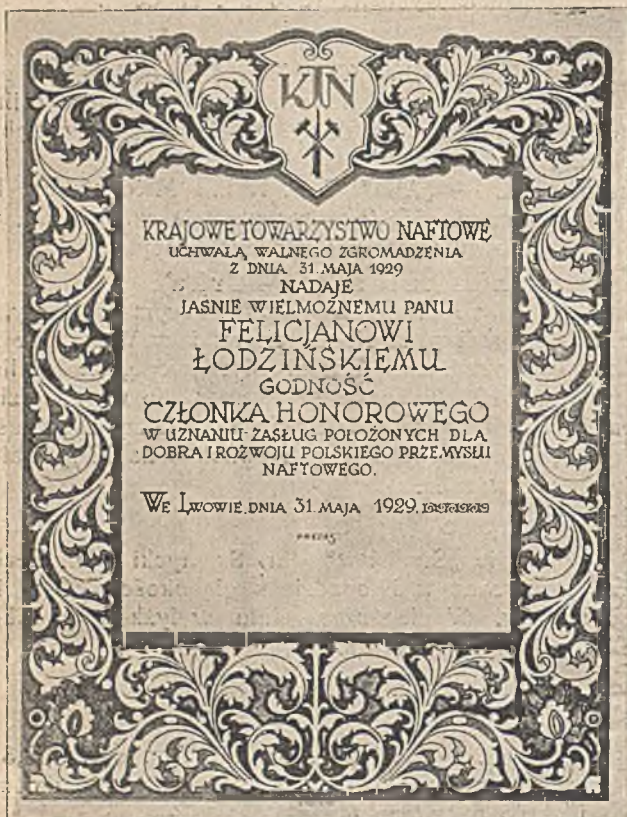 KTN
KRAJOWE TOWARZYSTWO NAFTOWE
UCHWAŁĄ WALNEGO ZGROMADZENIA
Z DNIA 31. MAJA 1929
NADAJE
JASNIE WIELMOŻNEMU PANU
FELICJANOWI
ŁODZIŃSKIEMU
GODNOŚĆ
CZŁONKA HONOROWEGO
W UZNANIU ZASŁUG POŁOŻONYCH DLA
DOBRA I ROZWOJU POLSKIEGO PRZEMYSŁU
NAFTOWEGO.
WE LWOWIE, DNIA 31. MAJA 1929.
PREZES